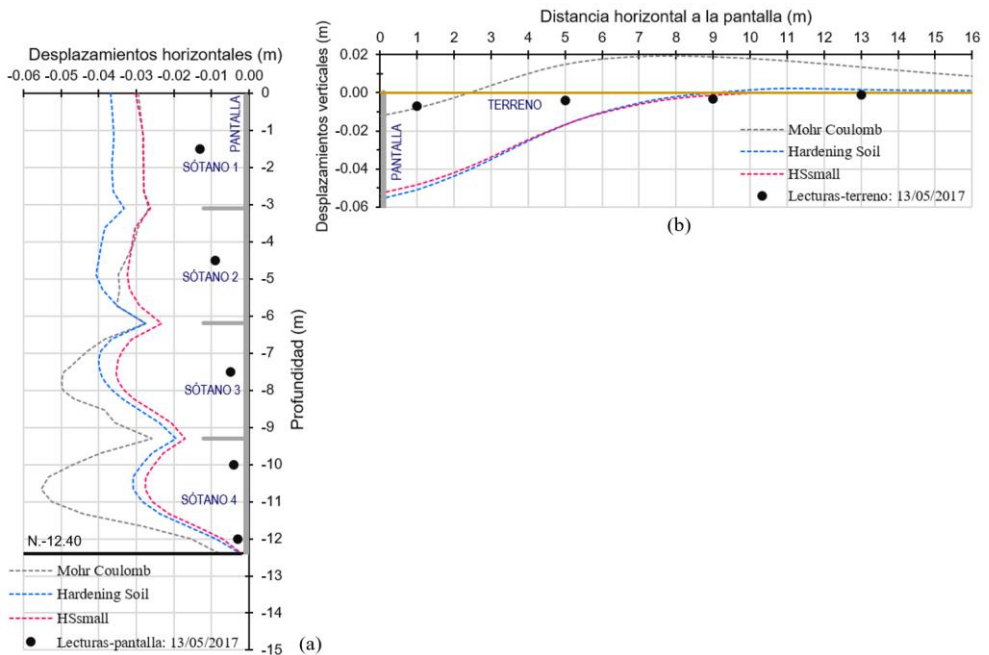 Desplazamientos horizontales (m)
-0.06 -0.05 -0.04 -0.03 -0.02 -0.01 0.00
0
-1
-2
-3
-4
-5
-6
-7
-8
-9
-10
-11
-12
-13
-14
-15
Profundidad (m)
PANTALLA
SÓTANO 1
SÓTANO 2
SÓTANO 3
SÓTANO 4
N.-12.40
Mohr Coulomb
Hardening Soil
HSsmall
Lecturas-pantalla: 13/05/2017
(a)
Distancia horizontal a la pantalla (m)
0 1 2 3 4 5 6 7 8 9 10 11 12 13 14 15 16
Desplazamientos verticales (m)
0.02
0.00
-0.02
-0.04
-0.06
TERRENO
PANTALLA
Mohr Coulomb
Hardening Soil
HSsmall
Lecturas-terreno: 13/05/2017
(b)